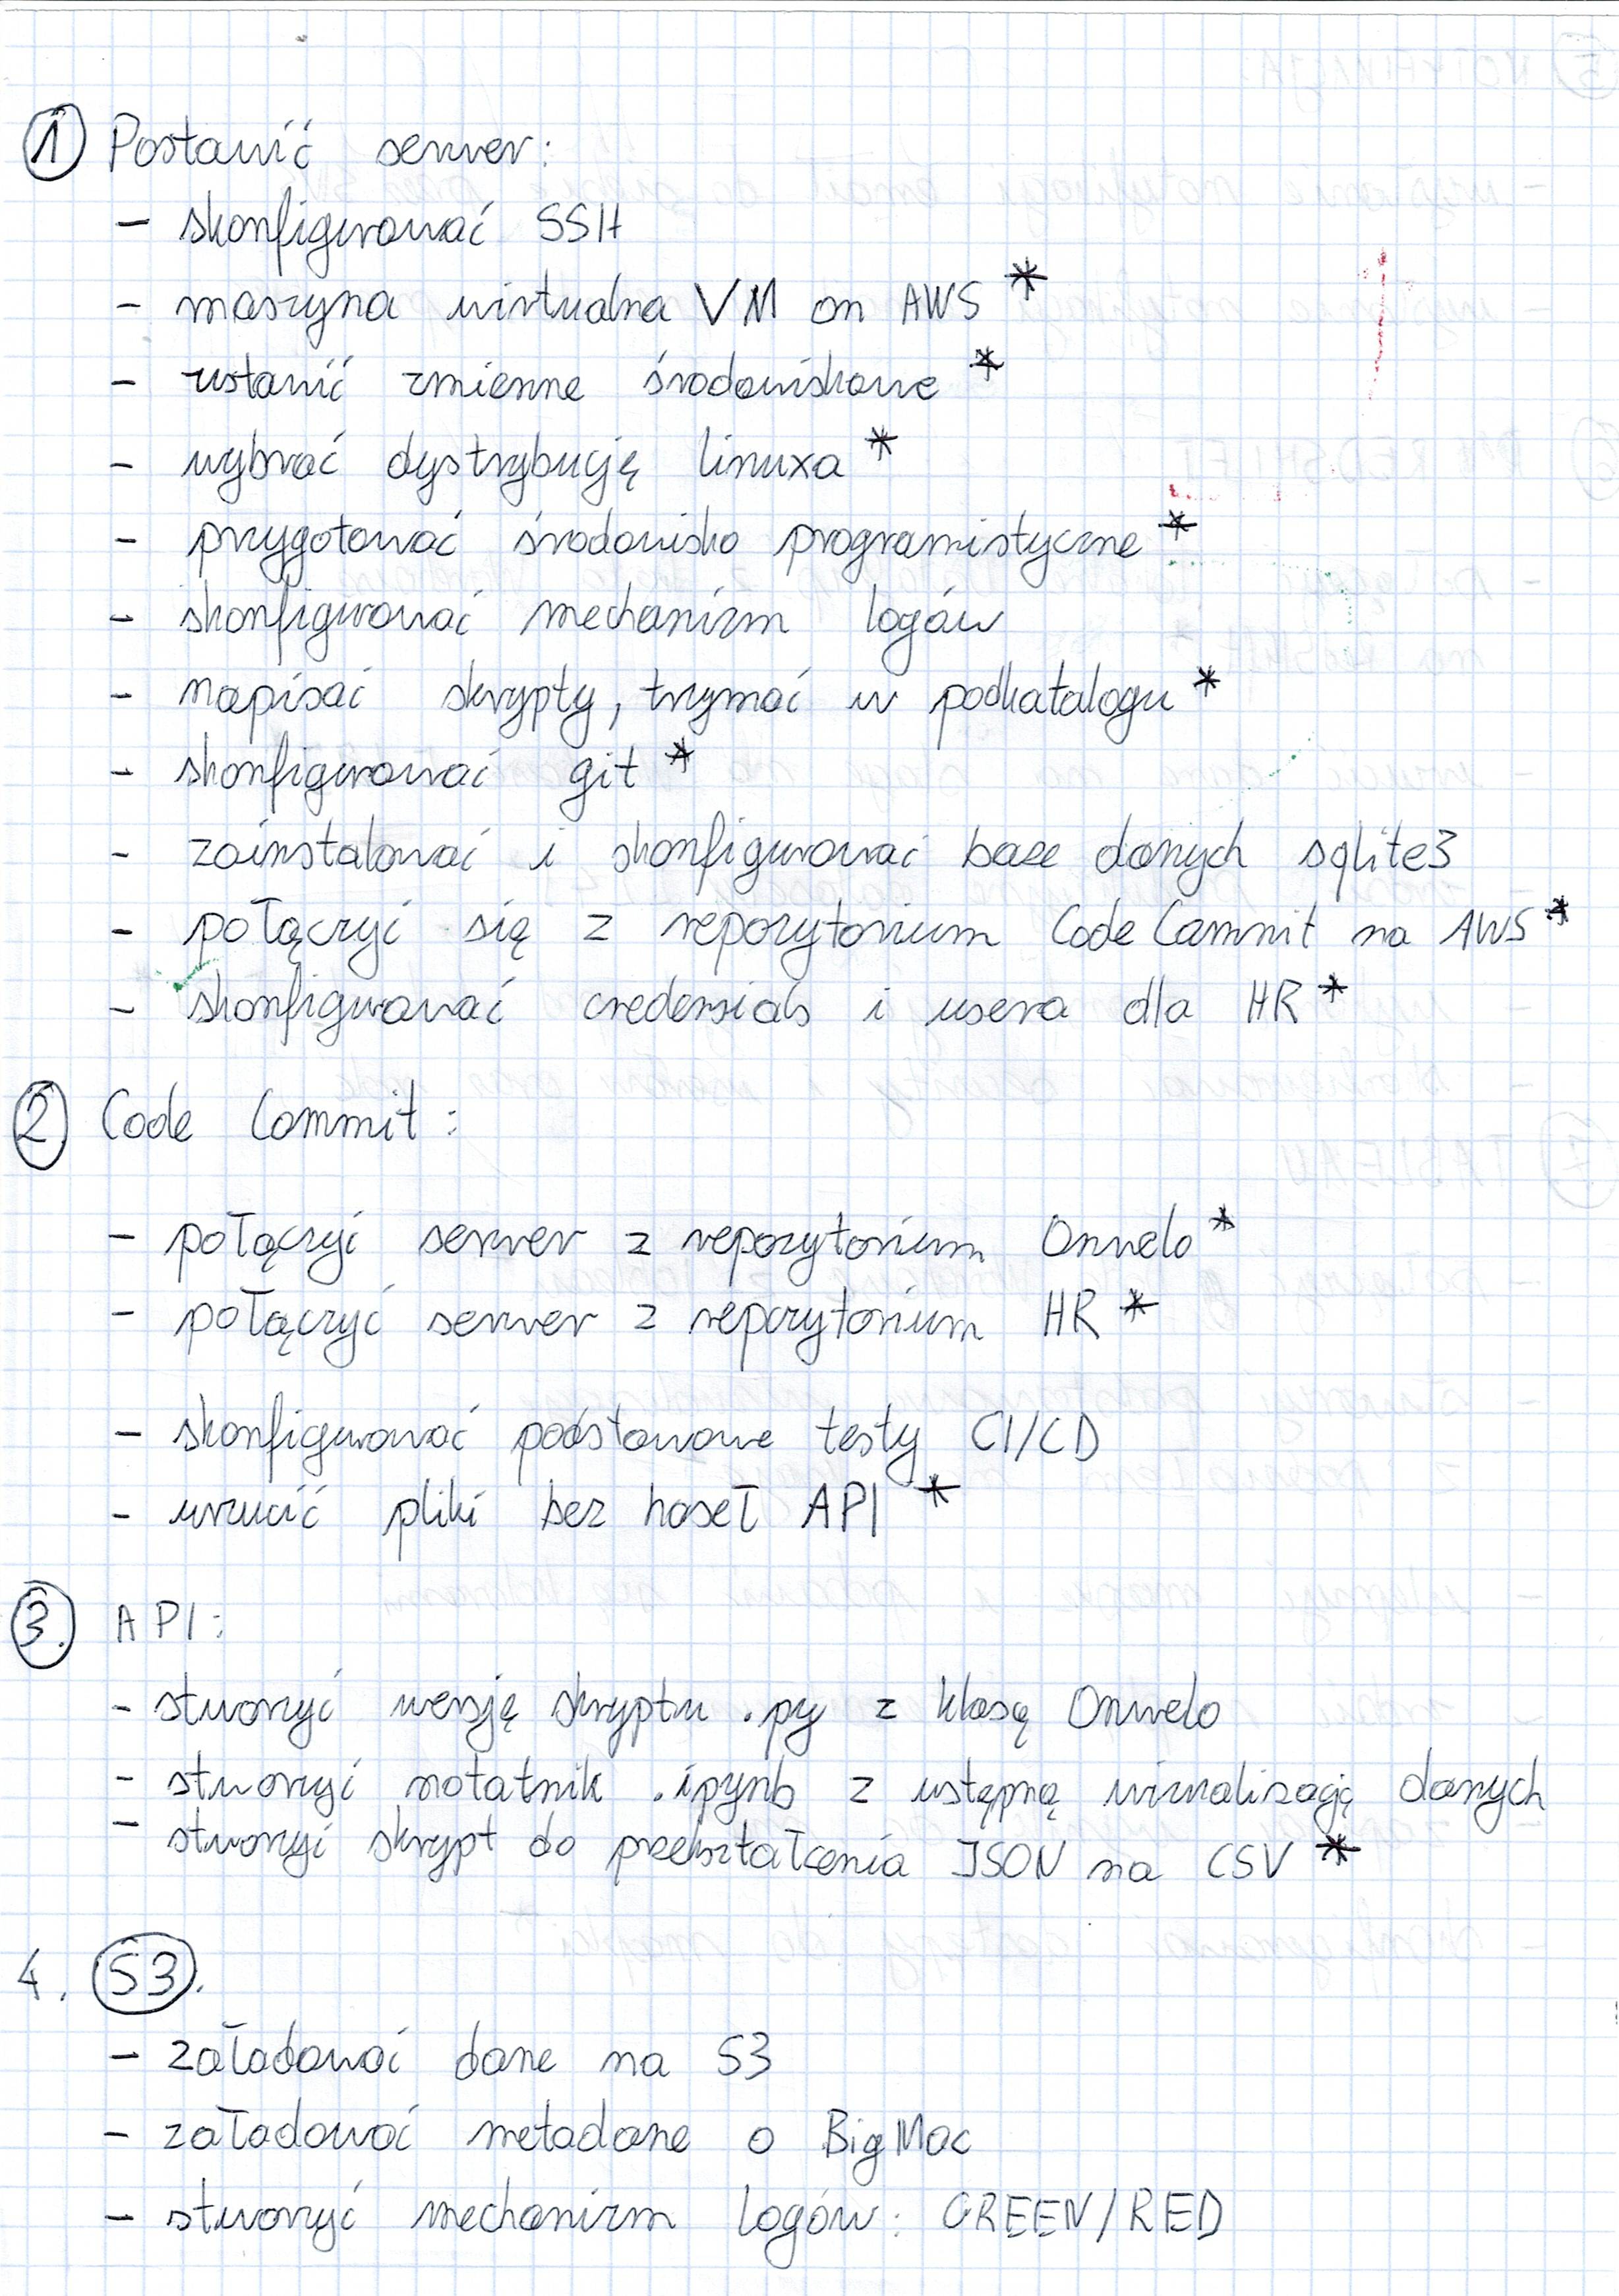 1 Postawić serwer:
- skonfigurować SSH
- maszyna wirtualna VM on AWS *
- ustawić zmienne środowiskowe *
- wybrać dystrybucję linuxa *
- przygotować środowisko programistyczne *
- skonfigurować mechanizm logów
- napisać skrypty, trzymać w podkatalogu *
- skonfigurować git *
- zainstalować i skonfigurować baze danych sqlite3
- połączyć się z repozytorium Code Commit na AWS *
- skonfigurować credensials i usera dla HR *
2 Code Commit:
- połączyć serwer z repozytorium Onwelo *
- połączyć serwer z repozytorium HR *
- skonfigurować podstawowe testy CI/CD
- wrzucić pliki bez haseł API *
3. API:
- stworzyć wersję skryptu .py z klasą Onwelo
- stworzyć notatnik .ipynb z wstępną wizualizacją danych
- stworzyć skrypt do przekształcenia JSON na CSV *
4. S3.
- załadować dane na S3
- załadować metadane o BigMac
- stworzyć mechanizm logów: GREEN/RED